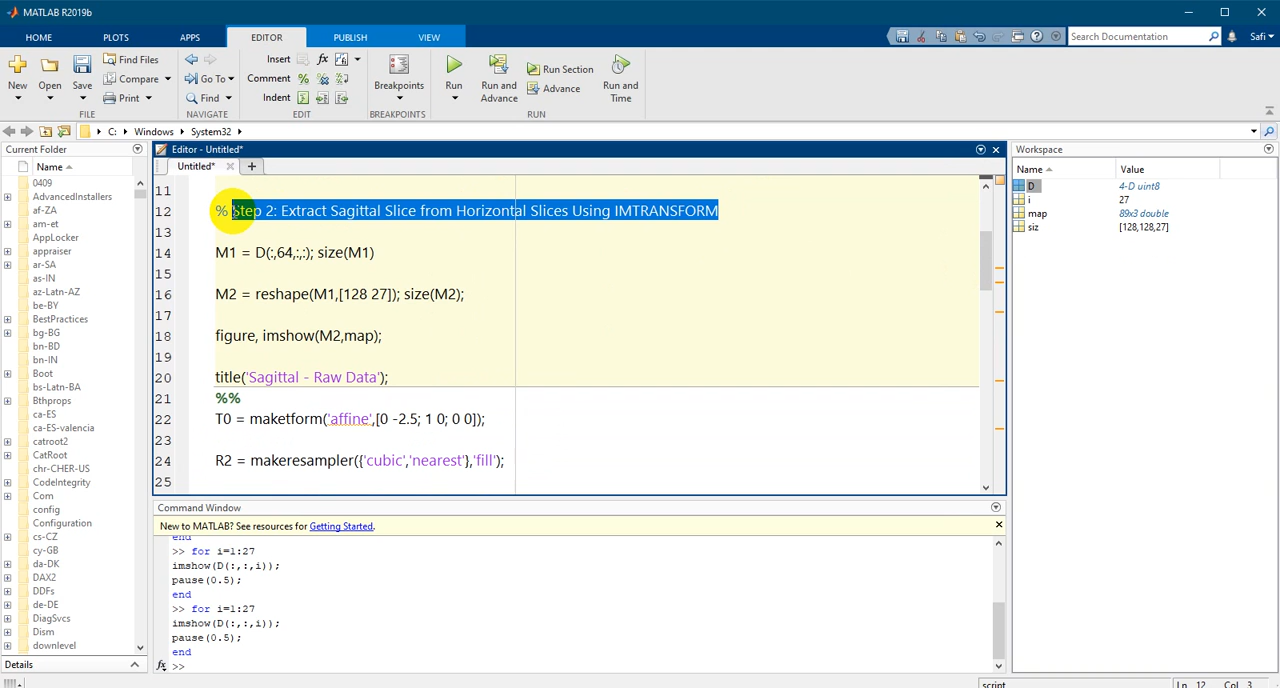 MATLAB R2019b
HOME PLOTS APPS EDITOR PUBLISH VIEW Search Documentation Safi
New Open Save Find Files Compare Print
Go To Find
Insert fx Comment % Indent
Breakpoints
Run Run and Advance Run Section Advance Run and Time
FILE NAVIGATE EDIT BREAKPOINTS RUN
C: Windows System32
Current Folder
Name
0409
AdvancedInstallers
af-ZA
am-et
AppLocker
appraiser
ar-SA
as-IN
az-Latn-AZ
be-BY
BestPractices
bg-BG
bn-BD
bn-IN
Boot
bs-Latn-BA
Bthprops
ca-ES
ca-ES-valencia
catroot2
CatRoot
chr-CHER-US
CodeIntegrity
Com
config
Configuration
cs-CZ
cy-GB
da-DK
DAX2
DDFs
de-DE
DiagSvcs
Dism
downlevel
Details
Editor - Untitled*
Untitled* +
11
12 % Step 2: Extract Sagittal Slice from Horizontal Slices Using IMTRANSFORM
13
14 M1 = D(:,64,:,:); size(M1)
15
16 M2 = reshape(M1,[128 27]); size(M2);
17
18 figure, imshow(M2,map);
19
20 title('Sagittal - Raw Data');
21 %%
22 T0 = maketform('affine',[0 -2.5; 1 0; 0 0]);
23
24 R2 = makeresampler({'cubic','nearest'},'fill');
25
Command Window
New to MATLAB? See resources for Getting Started.
end
>> for i=1:27
imshow(D(:,:,i));
pause(0.5);
end
>> for i=1:27
imshow(D(:,:,i));
pause(0.5);
end
fx >>
Workspace
Name Value
D 4-D uint8
i 27
map 89x3 double
siz [128,128,27]
script Ln 12 Col 3